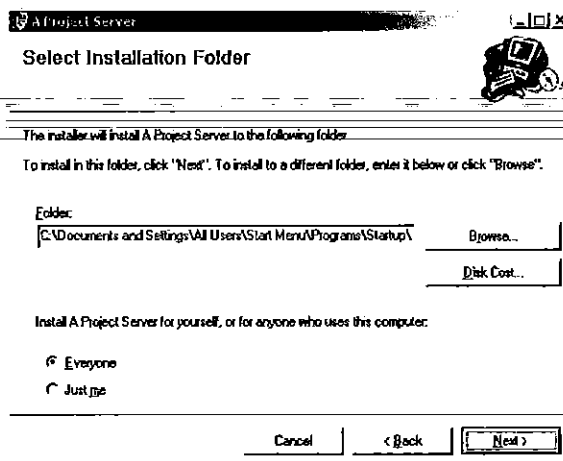 A Project Server
Select Installation Folder
The installer will install A Project Server to the following folder.
To install in this folder, click "Next". To install to a different folder, enter it below or click "Browse".
Folder:
C:\Documents and Settings\All Users\Start Menu\Programs\Startup\
Browse...
Disk Cost...
Install A Project Server for yourself, or for anyone who uses this computer:
Everyone
Just me
Cancel
< Back
Next >